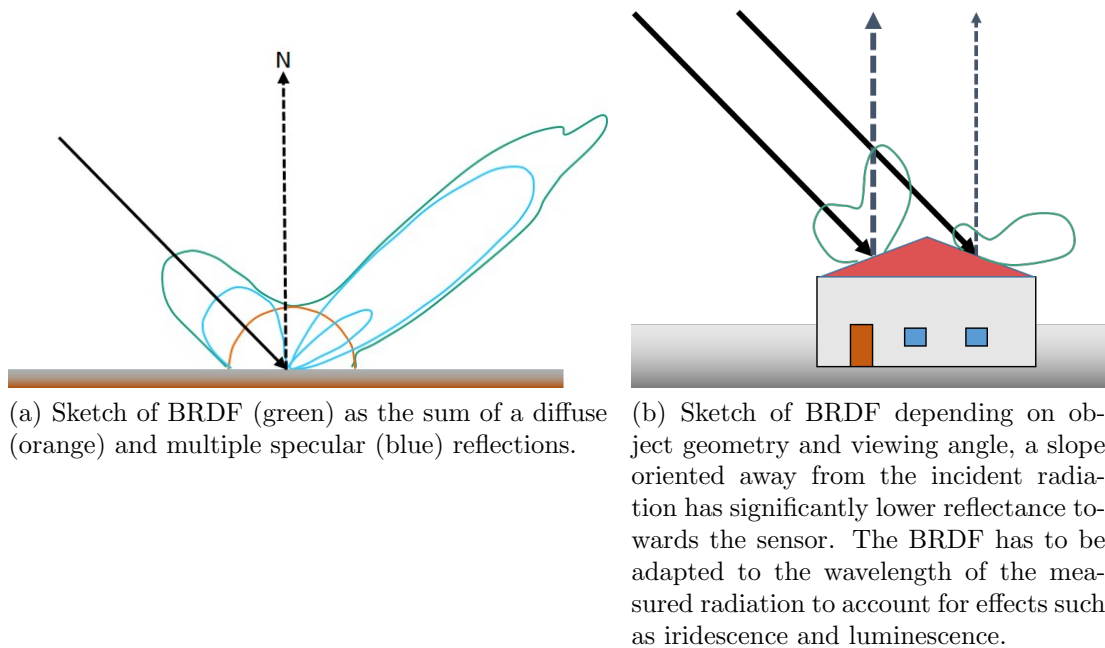 N
(a) Sketch of BRDF (green) as the sum of a diffuse
(orange) and multiple specular (blue) reflections.
(b) Sketch of BRDF depending on ob-
ject geometry and viewing angle, a slope
oriented away from the incident radia-
tion has significantly lower reflectance to-
wards the sensor. The BRDF has to be
adapted to the wavelength of the mea-
sured radiation to account for effects such
as iridescence and luminescence.